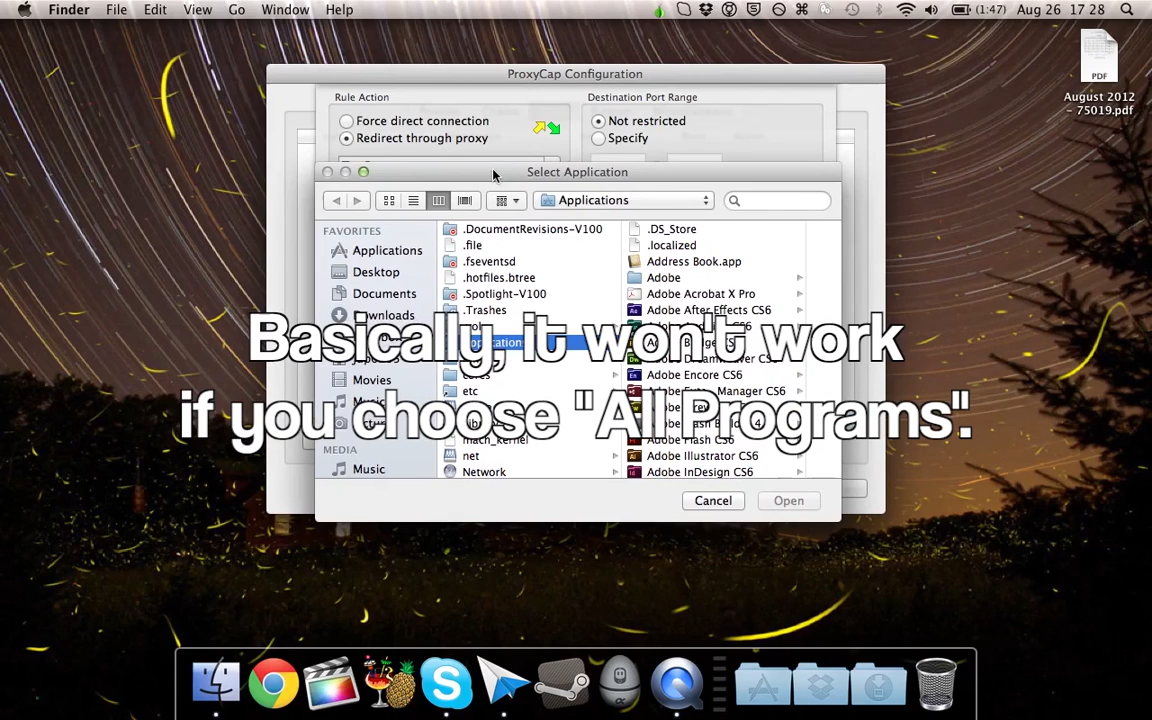 Finder File Edit View Go Window Help (1:47) Aug 26 17 28
PDF
August 2012
– 75019.pdf
ProxyCap Configuration
Rule Action
Destination Port Range
Force direct connection
Not restricted
Redirect through proxy
Specify
Select Application
Applications
FAVORITES
Applications
Desktop
Documents
Downloads
Movies
MEDIA
Music
.DocumentRevisions-V100
.file
.fseventsd
.hotfiles.btree
.Spotlight-V100
.Trashes
etc
mach_kernel
net
Network
.DS_Store
.localized
Address Book.app
Adobe
Adobe Acrobat X Pro
Adobe After Effects CS6
Adobe Encore CS6
Adobe Flash CS6
Adobe Illustrator CS6
Adobe InDesign CS6
Basically, it won't work
if you choose "All Programs".
Cancel
Open